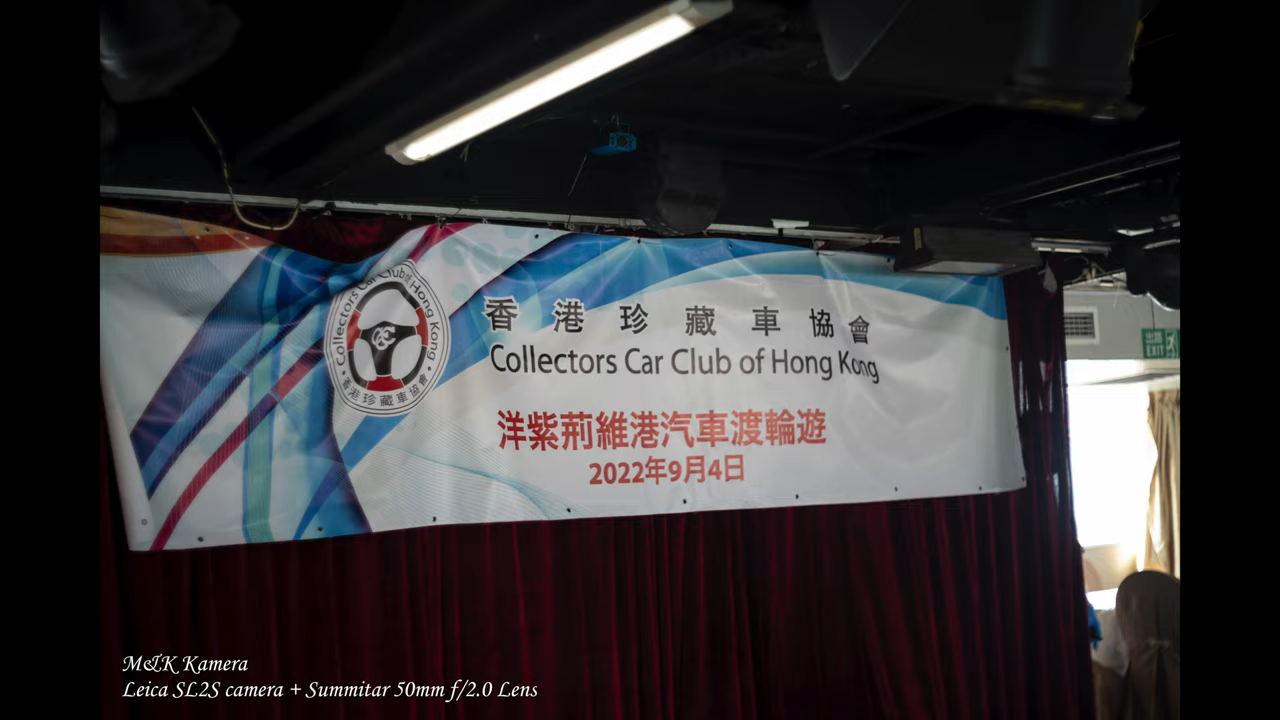 香港珍藏車協會
Collectors Car Club of Hong Kong
洋紫荊維港汽車渡輪遊
2022年9月4日
Collectors Car Club of Hong Kong
香港珍藏車協會
出路
EXIT
M&K Kamera
Leica SL2S camera + Summitar 50mm f/2.0 Lens